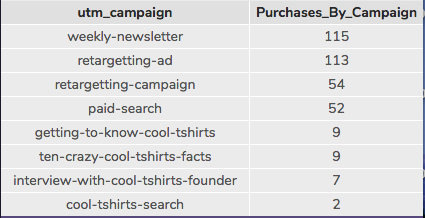 utm_campaign Purchases_By_Campaign
weekly-newsletter 115
retargetting-ad 113
retargetting-campaign 54
paid-search 52
getting-to-know-cool-tshirts 9
ten-crazy-cool-tshirts-facts 9
interview-with-cool-tshirts-founder 7
cool-tshirts-search 2